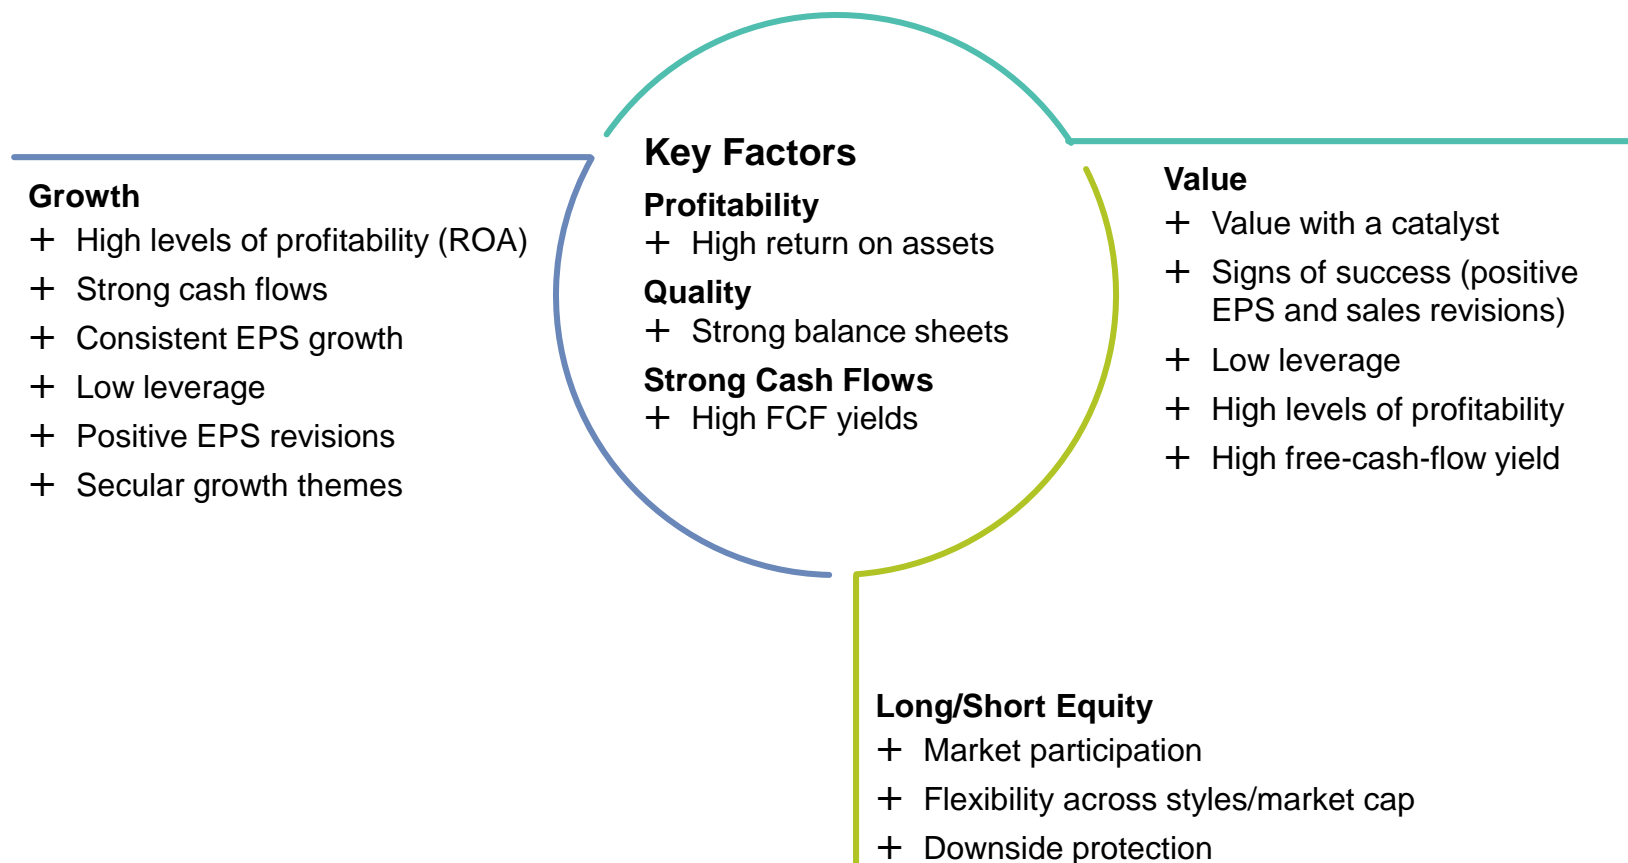 Growth
+ High levels of profitability (ROA)
+ Strong cash flows
+ Consistent EPS growth
+ Low leverage
+ Positive EPS revisions
+ Secular growth themes
Key Factors
Profitability
+ High return on assets
Quality
+ Strong balance sheets
Strong Cash Flows
+ High FCF yields
Value
+ Value with a catalyst
+ Signs of success (positive
EPS and sales revisions)
+ Low leverage
+ High levels of profitability
+ High free-cash-flow yield
Long/Short Equity
+ Market participation
+ Flexibility across styles/market cap
+ Downside protection